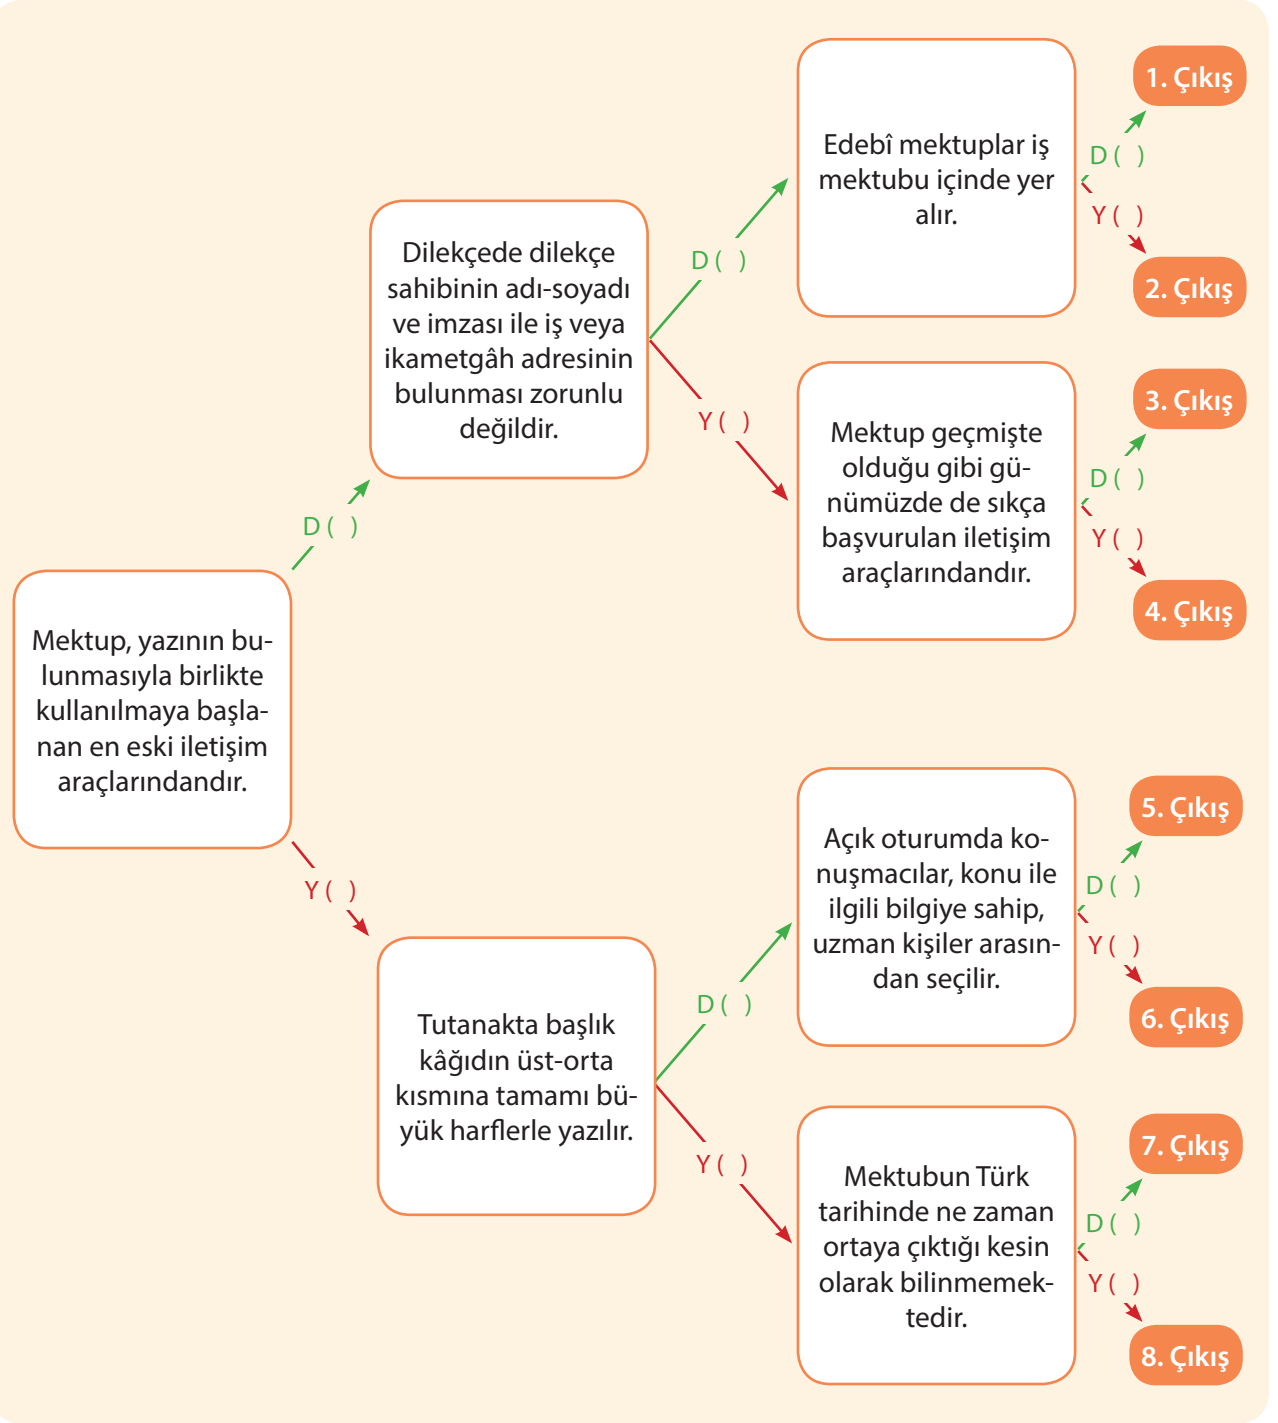 Mektup, yazının bu-
lunmasıyla birlikte
kullanılmaya başla-
nan en eski iletişim
araçlarındandır.
D ( )
Y ( )
Dilekçede dilekçe
sahibinin adı-soyadı
ve imzası ile iş veya
ikametgâh adresinin
bulunması zorunlu
değildir.
D ( )
Y ( )
Edebî mektuplar iş
mektubu içinde yer
alır.
D ( )
Y ( )
1. Çıkış
2. Çıkış
Mektup geçmişte
olduğu gibi gü-
nümüzde de sıkça
başvurulan iletişim
araçlarındandır.
D ( )
Y ( )
3. Çıkış
4. Çıkış
Tutanakta başlık
kâğıdın üst-orta
kısmına tamamı bü-
yük harflerle yazılır.
D ( )
Y ( )
Açık oturumda ko-
nuşmacılar, konu ile
ilgili bilgiye sahip,
uzman kişiler arasın-
dan seçilir.
D ( )
Y ( )
5. Çıkış
6. Çıkış
Mektubun Türk
tarihinde ne zaman
ortaya çıktığı kesin
olarak bilinmemek-
tedir.
D ( )
Y ( )
7. Çıkış
8. Çıkış